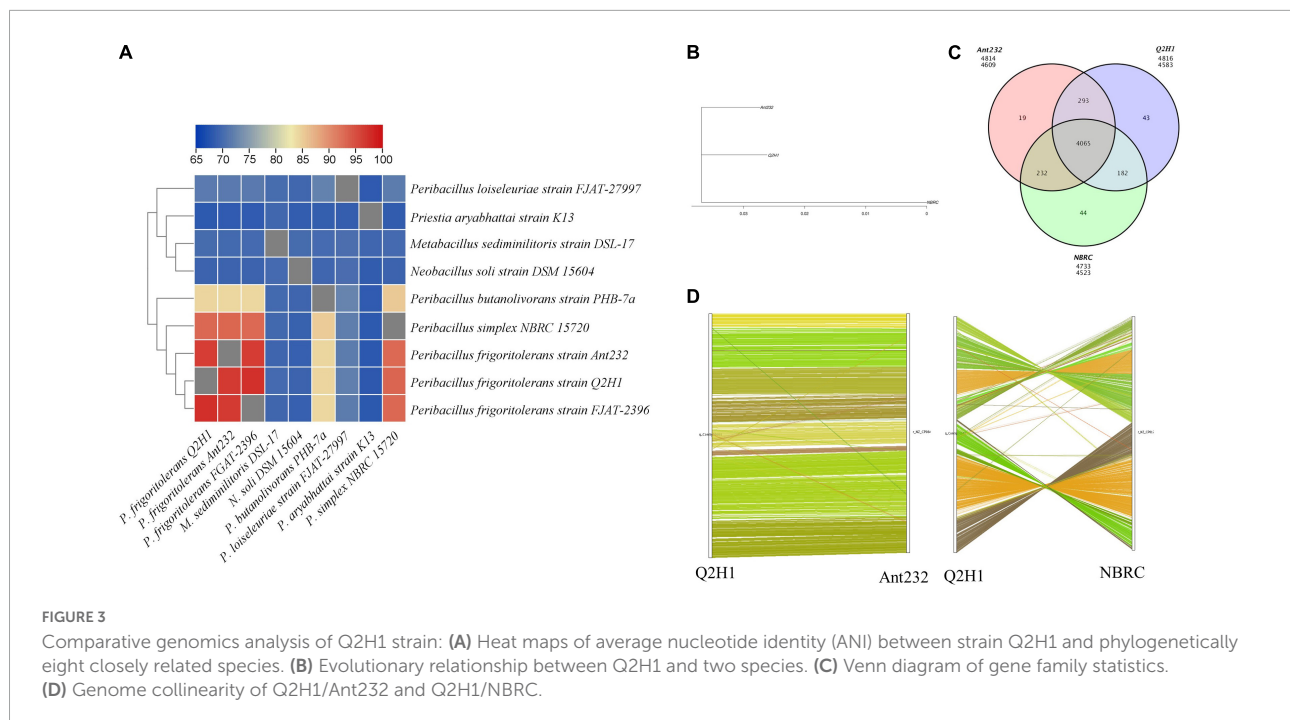 A
65 70 75 80 85 90 95 100
Peribacillus loiseleuriae strain FJAT-27997
Priestia aryabhattai strain K13
Metabacillus sediminilitoris strain DSL-17
Neobacillus soli strain DSM 15604
Peribacillus butanolivorans strain PHB-7a
Peribacillus simplex NBRC 15720
Peribacillus frigoritolerans strain Ant232
Peribacillus frigoritolerans strain Q2H1
Peribacillus frigoritolerans strain FJAT-2396
P. frigoritolerans Q2H1
P. frigoritolerans Ant232
P. frigoritolerans FGAT-2396
M. sediminilitoris DSL-17
N. soli DSM 15604
P. butanolivorans PHB-7a
P. loiseleuriae strain FJAT-27997
P. aryabhattai strain K13
P. simplex NBRC 15720
B
Ant232
Q2H1
NBRC
0.03 0.02 0.01 0
C
Ant232
4814
4609
Q2H1
4816
4583
293
19
43
4065
232
182
44
NBRC
4733
4523
D
Q2H1
Ant232
Q2H1
NBRC
FIGURE 3
Comparative genomics analysis of Q2H1 strain: (A) Heat maps of average nucleotide identity (ANI) between strain Q2H1 and phylogenetically
eight closely related species. (B) Evolutionary relationship between Q2H1 and two species. (C) Venn diagram of gene family statistics.
(D) Genome collinearity of Q2H1/Ant232 and Q2H1/NBRC.